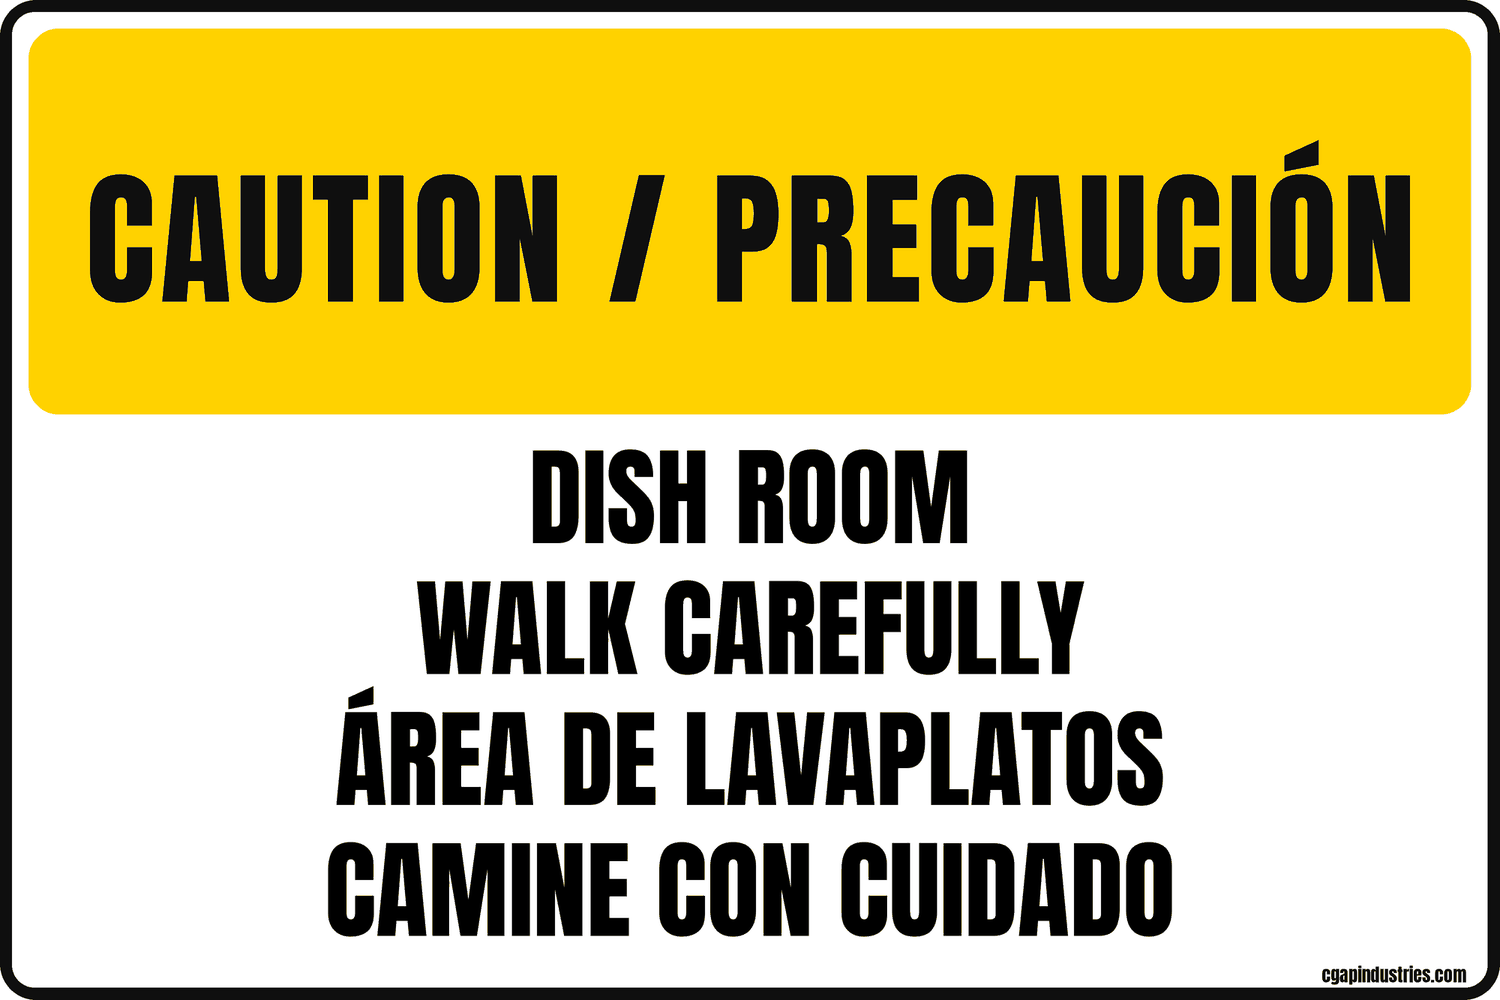 CAUTION / PRECAUCIÓN
DISH ROOM
WALK CAREFULLY
ÁREA DE LAVAPLATOS
CAMINE CON CUIDADO
cgapindustries.com